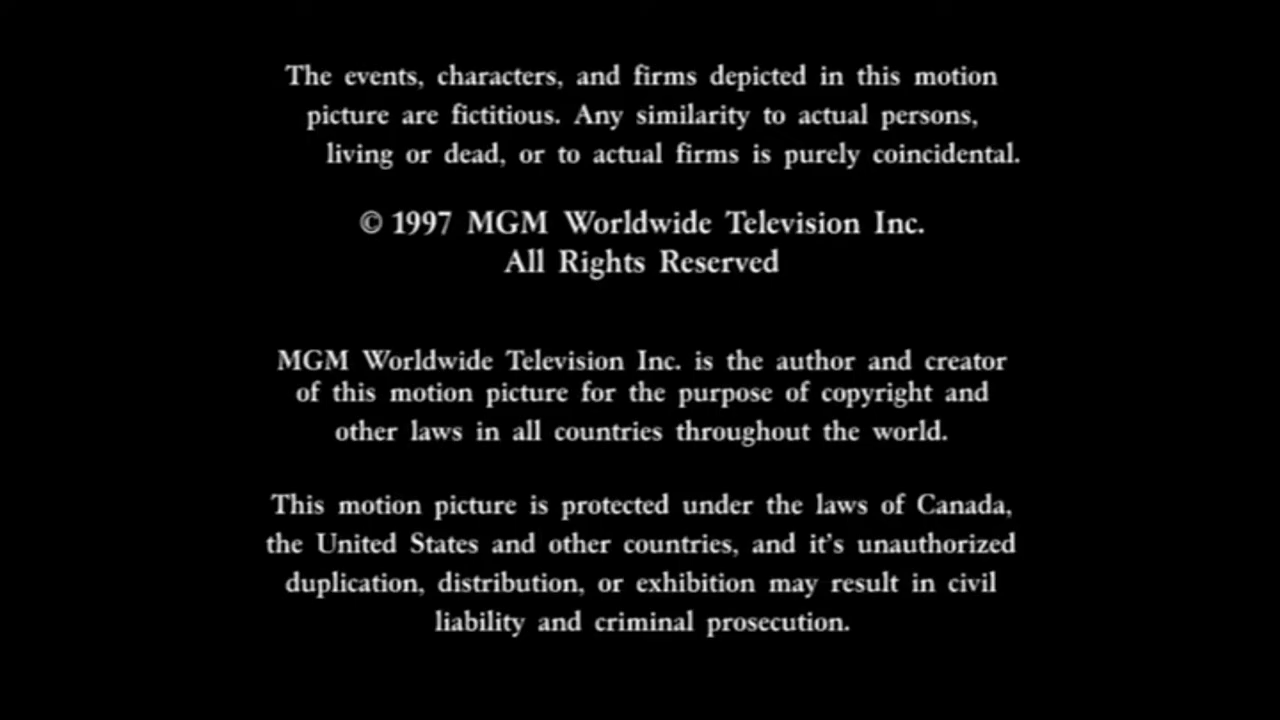 The events, characters, and firms depicted in this motion
picture are fictitious. Any similarity to actual persons,
living or dead, or to actual firms is purely coincidental.
© 1997 MGM Worldwide Television Inc.
All Rights Reserved
MGM Worldwide Television Inc. is the author and creator
of this motion picture for the purpose of copyright and
other laws in all countries throughout the world.
This motion picture is protected under the laws of Canada,
the United States and other countries, and it's unauthorized
duplication, distribution, or exhibition may result in civil
liability and criminal prosecution.